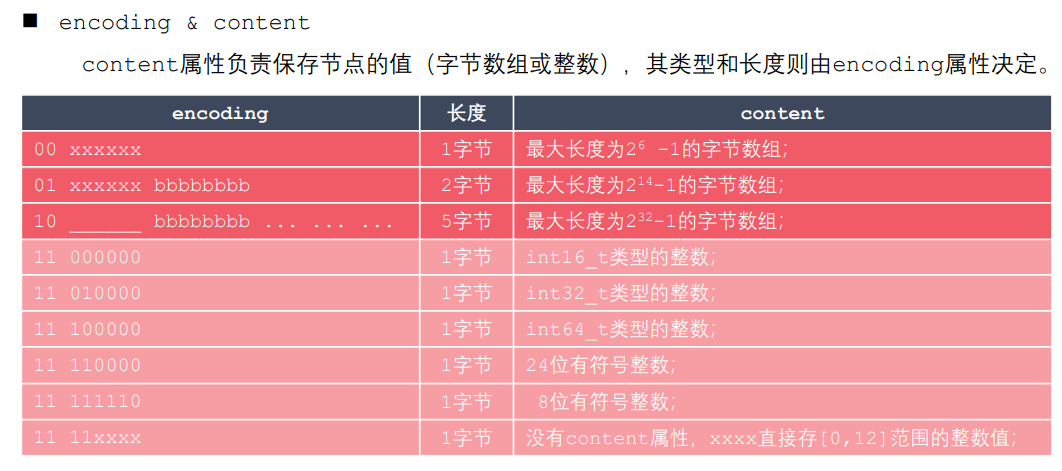 ■ encoding & content
content属性负责保存节点的值（字节数组或整数），其类型和长度则由encoding属性决定。
encoding 长度 content
00 xxxxxx 1字节 最大长度为2⁶ -1的字节数组；
01 xxxxxx bbbbbbbb 2字节 最大长度为2¹⁴-1的字节数组；
10 ______ bbbbbbbb ... ... ... 5字节 最大长度为2³²-1的字节数组；
11 000000 1字节 int16_t类型的整数；
11 010000 1字节 int32_t类型的整数；
11 100000 1字节 int64_t类型的整数；
11 110000 1字节 24位有符号整数；
11 111110 1字节 8位有符号整数；
11 11xxxx 1字节 没有content属性，xxxx直接存[0,12]范围的整数值；